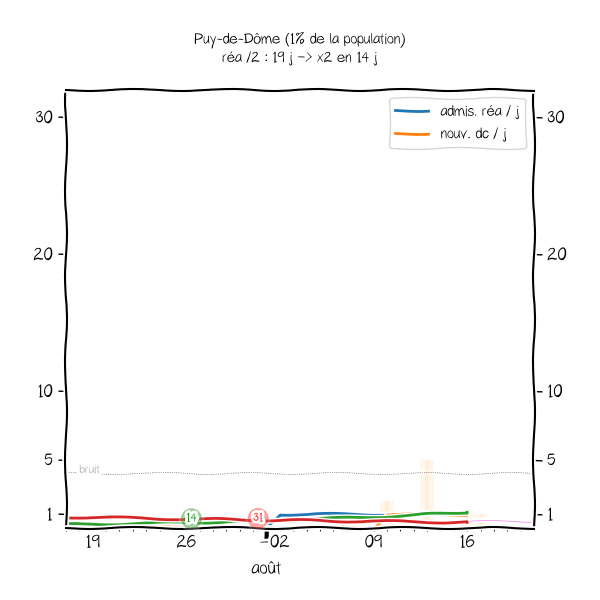 Puy-de-Dôme (1% de la population)
réa /2 : 19 j -> x2 en 14 j
admis. réa / j
nouv. dc / j
30 30
20 20
10 10
5 5
bruit
1 14 31 1
19 26 02 09 16
août